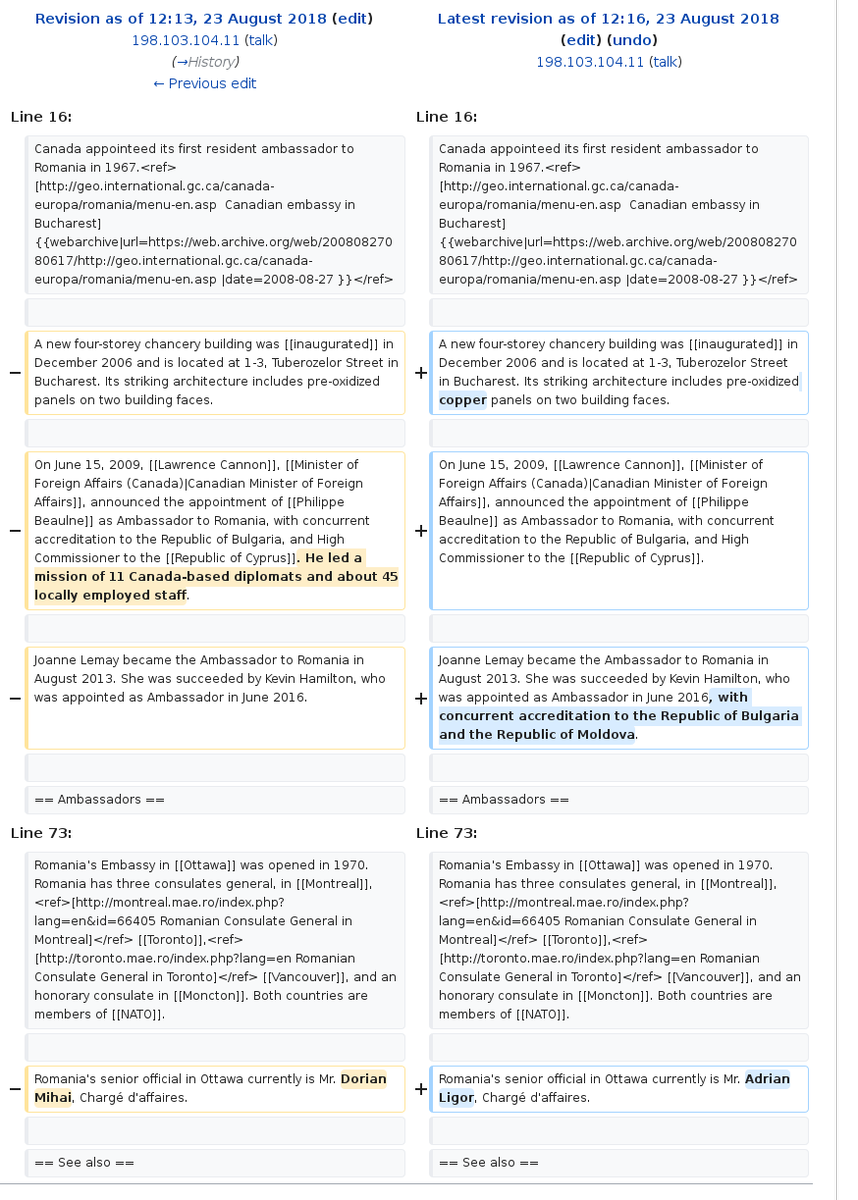 Revision as of 12:13, 23 August 2018 (edit)
198.103.104.11 (talk)
(→History)
← Previous edit
Latest revision as of 12:16, 23 August 2018
(edit) (undo)
198.103.104.11 (talk)
Line 16:
Line 16:
Canada appointeed its first resident ambassador to
Romania in 1967.<ref>
[http://geo.international.gc.ca/canada-
europa/romania/menu-en.asp  Canadian embassy in
Bucharest]
{{webarchive|url=https://web.archive.org/web/200808270
80617/http://geo.international.gc.ca/canada-
europa/romania/menu-en.asp |date=2008-08-27 }}</ref>
Canada appointeed its first resident ambassador to
Romania in 1967.<ref>
[http://geo.international.gc.ca/canada-
europa/romania/menu-en.asp  Canadian embassy in
Bucharest]
{{webarchive|url=https://web.archive.org/web/200808270
80617/http://geo.international.gc.ca/canada-
europa/romania/menu-en.asp |date=2008-08-27 }}</ref>
−
A new four-storey chancery building was [[inaugurated]] in
December 2006 and is located at 1-3, Tuberozelor Street in
Bucharest. Its striking architecture includes pre-oxidized
panels on two building faces.
+
A new four-storey chancery building was [[inaugurated]] in
December 2006 and is located at 1-3, Tuberozelor Street
in Bucharest. Its striking architecture includes pre-oxidized
copper panels on two building faces.
−
On June 15, 2009, [[Lawrence Cannon]], [[Minister of
Foreign Affairs (Canada)|Canadian Minister of Foreign
Affairs]], announced the appointment of [[Philippe
Beaulne]] as Ambassador to Romania, with concurrent
accreditation to the Republic of Bulgaria, and High
Commissioner to the [[Republic of Cyprus]]. He led a
mission of 11 Canada-based diplomats and about 45
locally employed staff.
+
On June 15, 2009, [[Lawrence Cannon]], [[Minister of
Foreign Affairs (Canada)|Canadian Minister of Foreign
Affairs]], announced the appointment of [[Philippe
Beaulne]] as Ambassador to Romania, with concurrent
accreditation to the Republic of Bulgaria, and High
Commissioner to the [[Republic of Cyprus]].
−
Joanne Lemay became the Ambassador to Romania in
August 2013. She was succeeded by Kevin Hamilton, who
was appointed as Ambassador in June 2016.
+
Joanne Lemay became the Ambassador to Romania in
August 2013. She was succeeded by Kevin Hamilton, who
was appointed as Ambassador in June 2016, with
concurrent accreditation to the Republic of Bulgaria
and the Republic of Moldova.
== Ambassadors ==
== Ambassadors ==
Line 73:
Line 73:
Romania's Embassy in [[Ottawa]] was opened in 1970.
Romania has three consulates general, in [[Montreal]],
<ref>[http://montreal.mae.ro/index.php?
lang=en&id=66405 Romanian Consulate General in
Montreal]</ref> [[Toronto]],<ref>
[http://toronto.mae.ro/index.php?lang=en Romanian
Consulate General in Toronto]</ref> [[Vancouver]], and an
honorary consulate in [[Moncton]]. Both countries are
members of [[NATO]].
Romania's Embassy in [[Ottawa]] was opened in 1970.
Romania has three consulates general, in [[Montreal]],
<ref>[http://montreal.mae.ro/index.php?
lang=en&id=66405 Romanian Consulate General in
Montreal]</ref> [[Toronto]],<ref>
[http://toronto.mae.ro/index.php?lang=en Romanian
Consulate General in Toronto]</ref> [[Vancouver]], and an
honorary consulate in [[Moncton]]. Both countries are
members of [[NATO]].
−
Romania's senior official in Ottawa currently is Mr. Dorian
Mihai, Chargé d'affaires.
+
Romania's senior official in Ottawa currently is Mr. Adrian
Ligor, Chargé d'affaires.
== See also ==
== See also ==